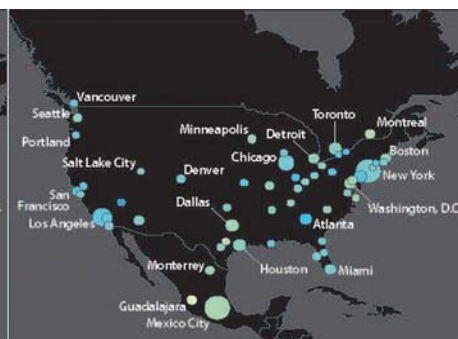 Vancouver
Seattle
Portland
Minneapolis
Toronto
Montreal
Detroit
Boston
Chicago
Salt Lake City
Denver
New York
San
Francisco
Dallas
Washington, D.C
Los Angeles
Atlanta
Monterrey
Houston
Miami
Guadalajara
Mexico City